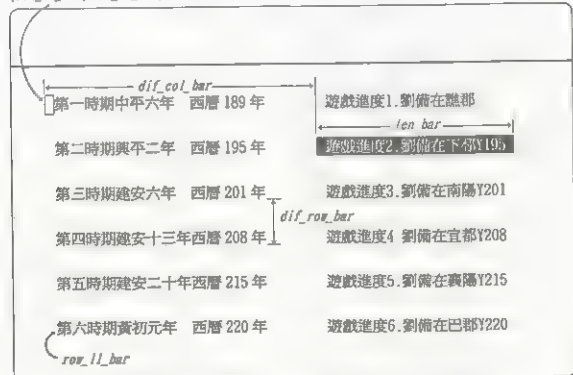 dif_col_bar
第一時期中平六年 西曆 189 年 遊戲進度1.劉備在譙郡
len bar
第二時期興平二年 西曆 195 年 遊戲進度2.劉備在下邳Y195
第三時期建安六年 西曆 201 年 遊戲進度3.劉備在南陽Y201
dif_row_bar
第四時期建安十三年西曆 208 年 遊戲進度4 劉備在宜都Y208
第五時期建安二十年西曆 215 年 遊戲進度5.劉備在襄陽Y215
第六時期黃初元年 西曆 220 年 遊戲進度6.劉備在巴郡Y220
row_ll_bar